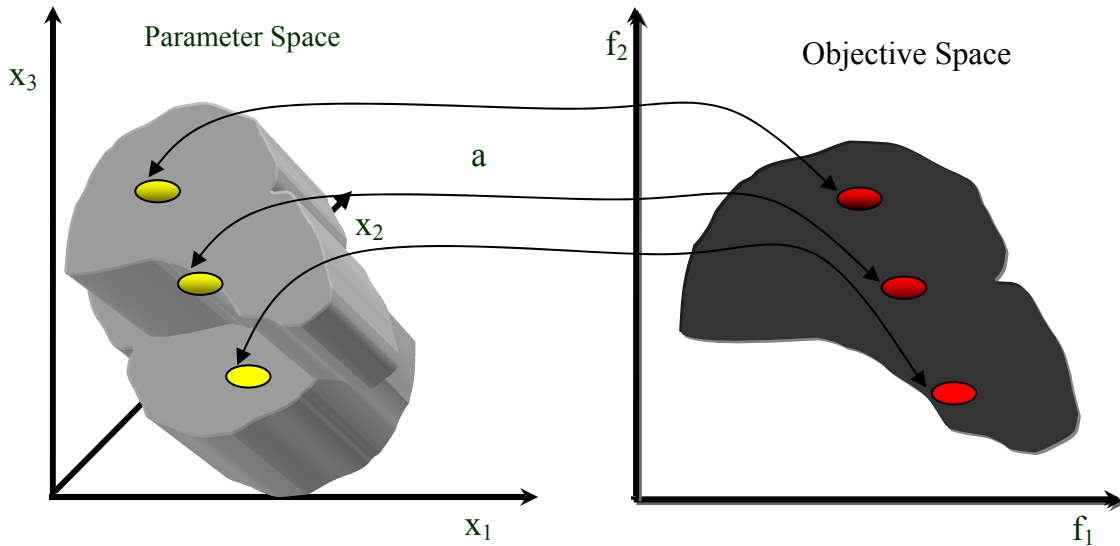 Parameter Space
x₃
a
x₂
x₁
f₂
Objective Space
f₁